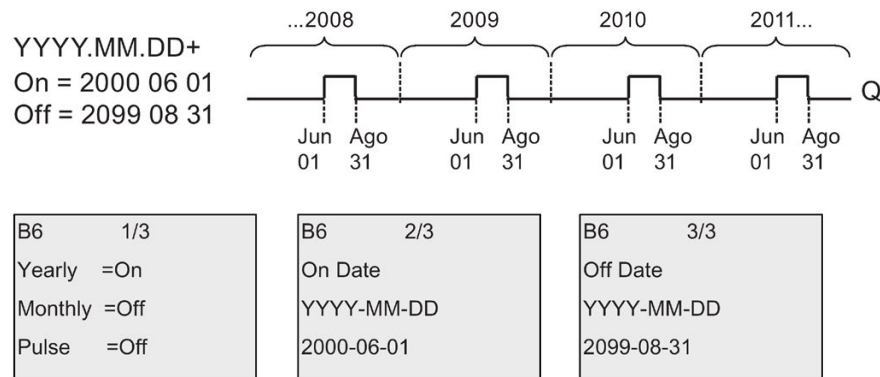 ...2008 2009 2010 2011...
YYYY.MM.DD+
On = 2000 06 01
Off = 2099 08 31
Q
Jun Ago Jun Ago Jun Ago Jun Ago
01 31 01 31 01 31 01 31
B6 1/3
Yearly =On
Monthly =Off
Pulse =Off
B6 2/3
On Date
YYYY-MM-DD
2000-06-01
B6 3/3
Off Date
YYYY-MM-DD
2099-08-31